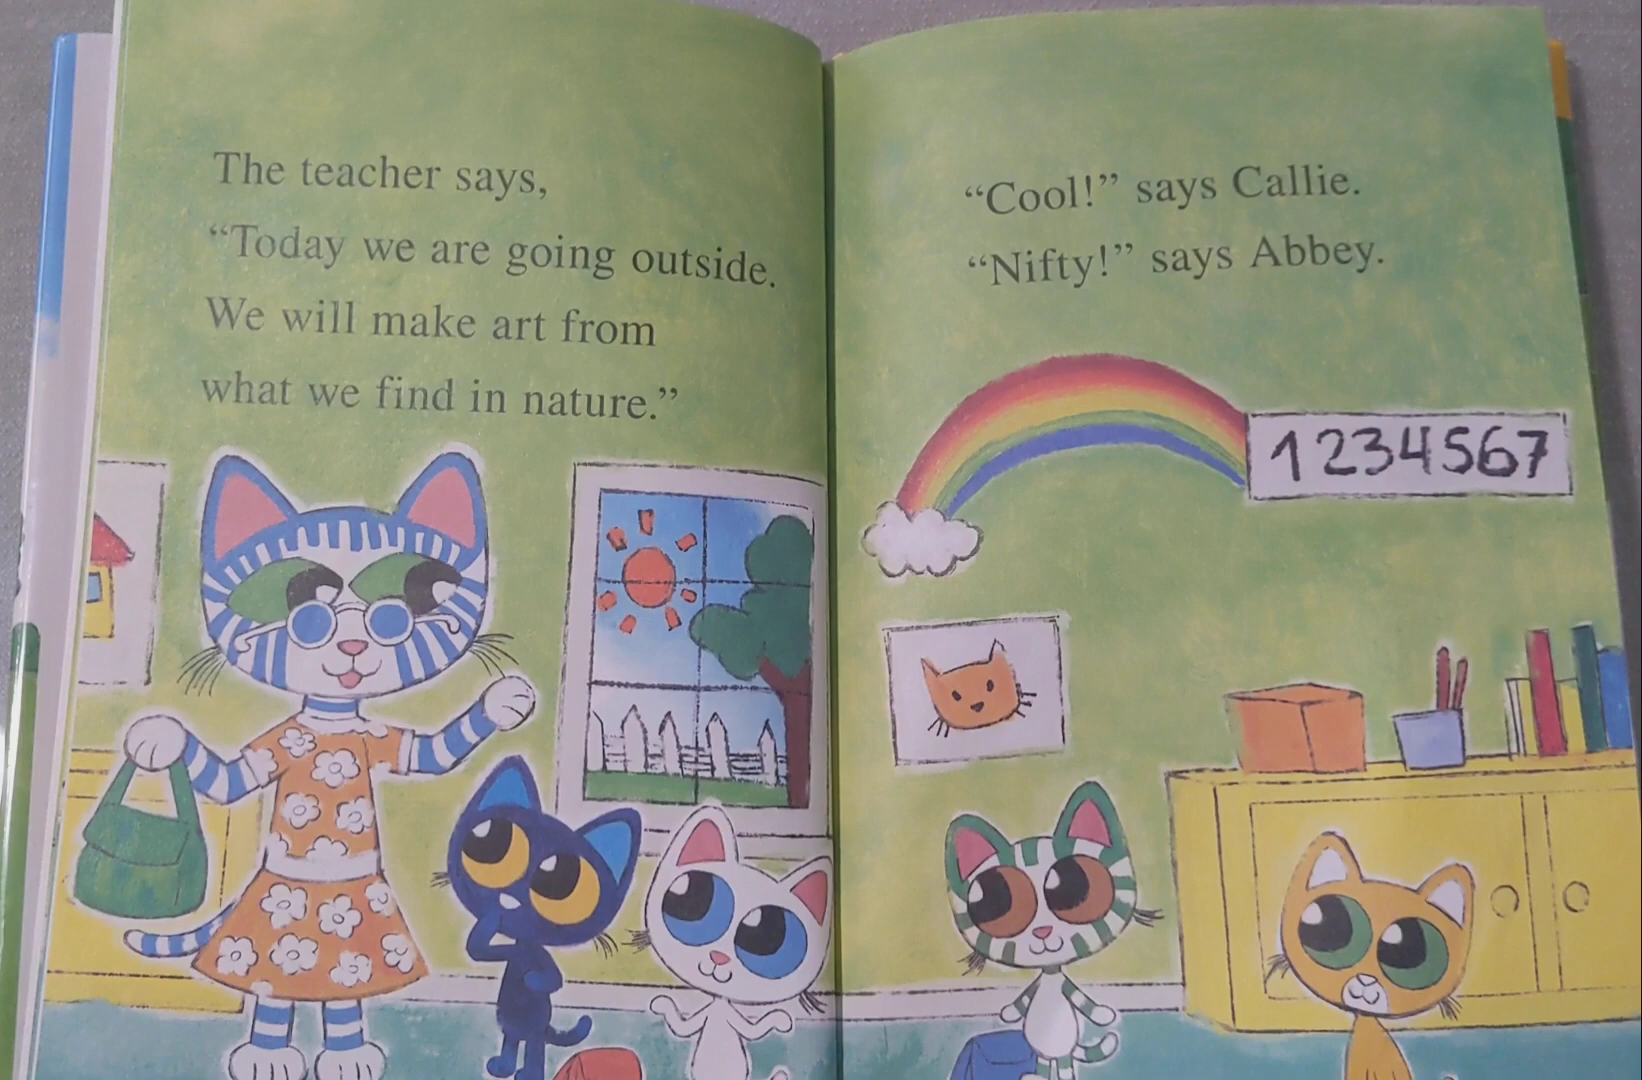 The teacher says,
“Today we are going outside.
We will make art from
what we find in nature.”
“Cool!” says Callie.
“Nifty!” says Abbey.
1234567